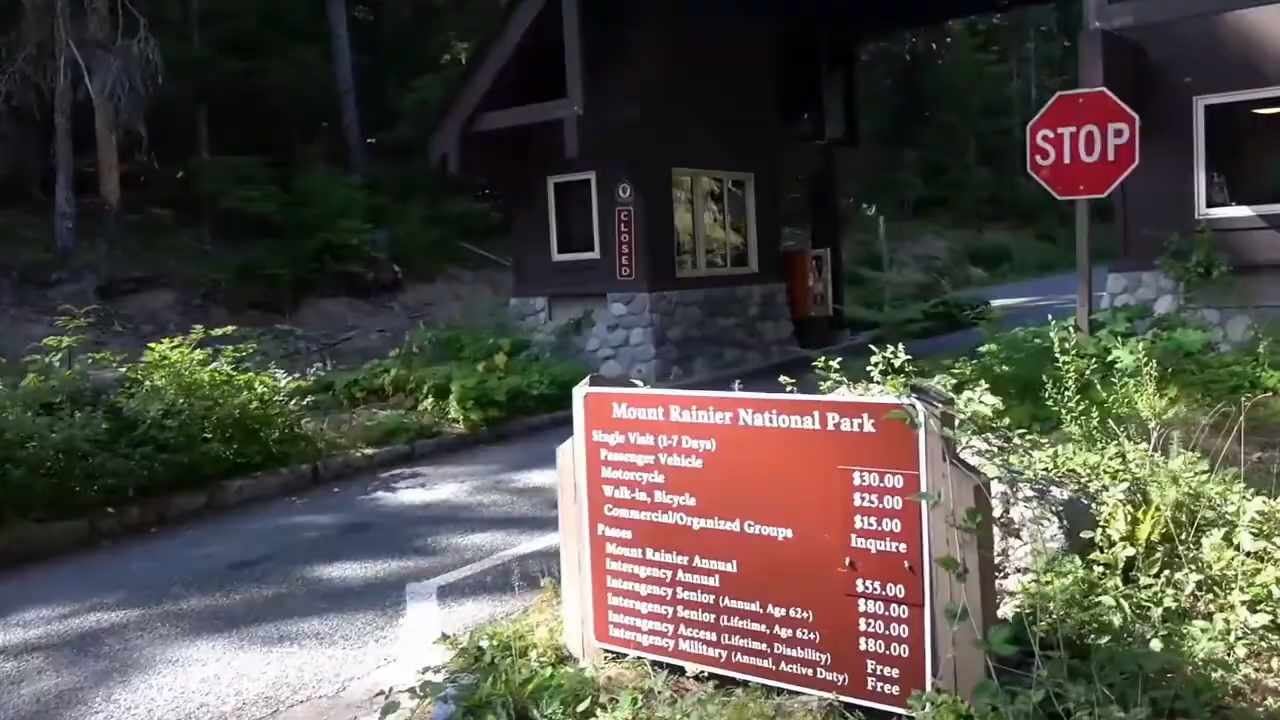 STOP
CLOSED
Mount Rainier National Park
Single Visit (1-7 Days)
Passenger Vehicle $30.00
Motorcycle $25.00
Walk-in, Bicycle $15.00
Commercial/Organized Groups Inquire
Passes
Mount Rainier Annual $55.00
Interagency Annual $80.00
Interagency Senior (Annual, Age 62+) $20.00
Interagency Senior (Lifetime, Age 62+) $80.00
Interagency Access (Lifetime, Disability) Free
Interagency Military (Annual, Active Duty) Free